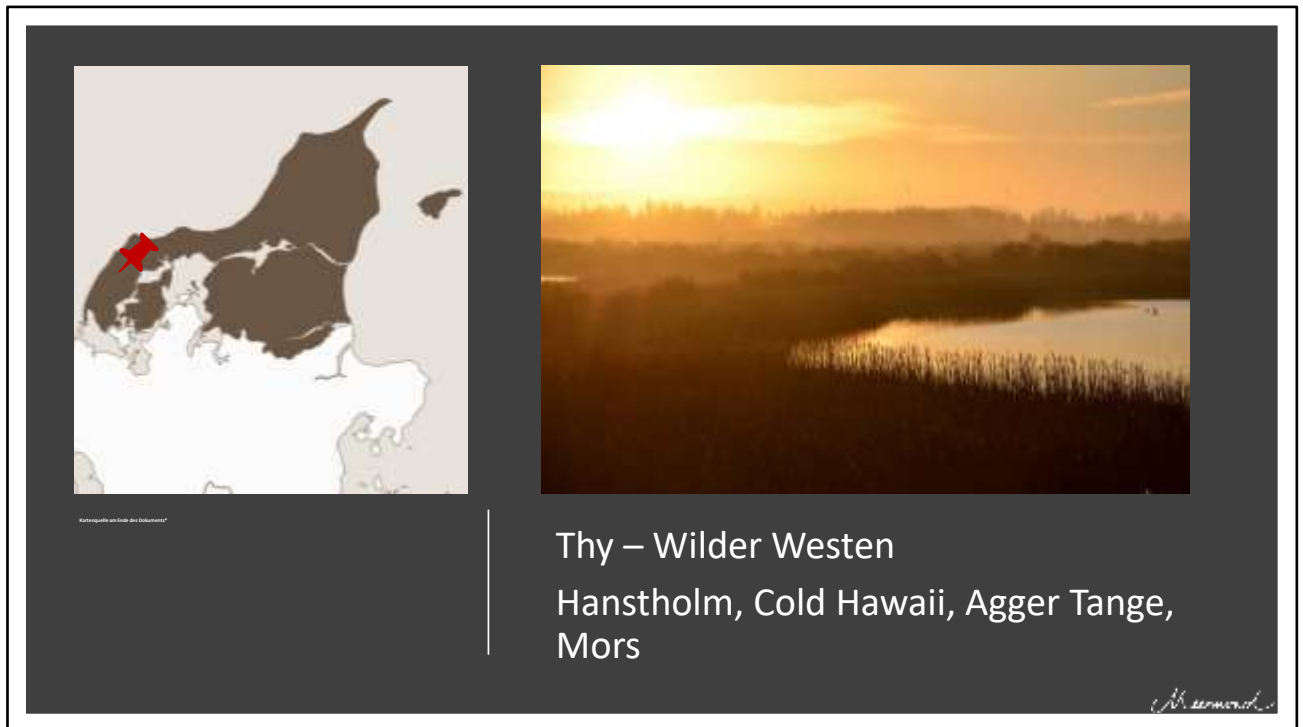 Kartenquelle am Ende des Dokuments*
Thy – Wilder Westen
Hanstholm, Cold Hawaii, Agger Tange,
Mors